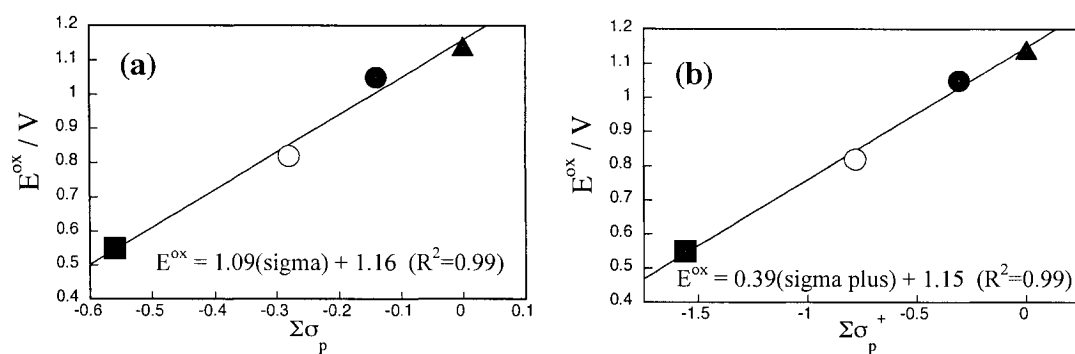 (a)
E^ox / V
1.2
1.1
1
0.9
0.8
0.7
0.6
0.5
0.4
E^ox = 1.09(sigma) + 1.16 (R²=0.99)
-0.6 -0.5 -0.4 -0.3 -0.2 -0.1 0 0.1
Σσ_p
(b)
E^ox / V
1.2
1.1
1
0.9
0.8
0.7
0.6
0.5
0.4
E^ox = 0.39(sigma plus) + 1.15 (R²=0.99)
-1.5 -1 -0.5 0
Σσ_p^+